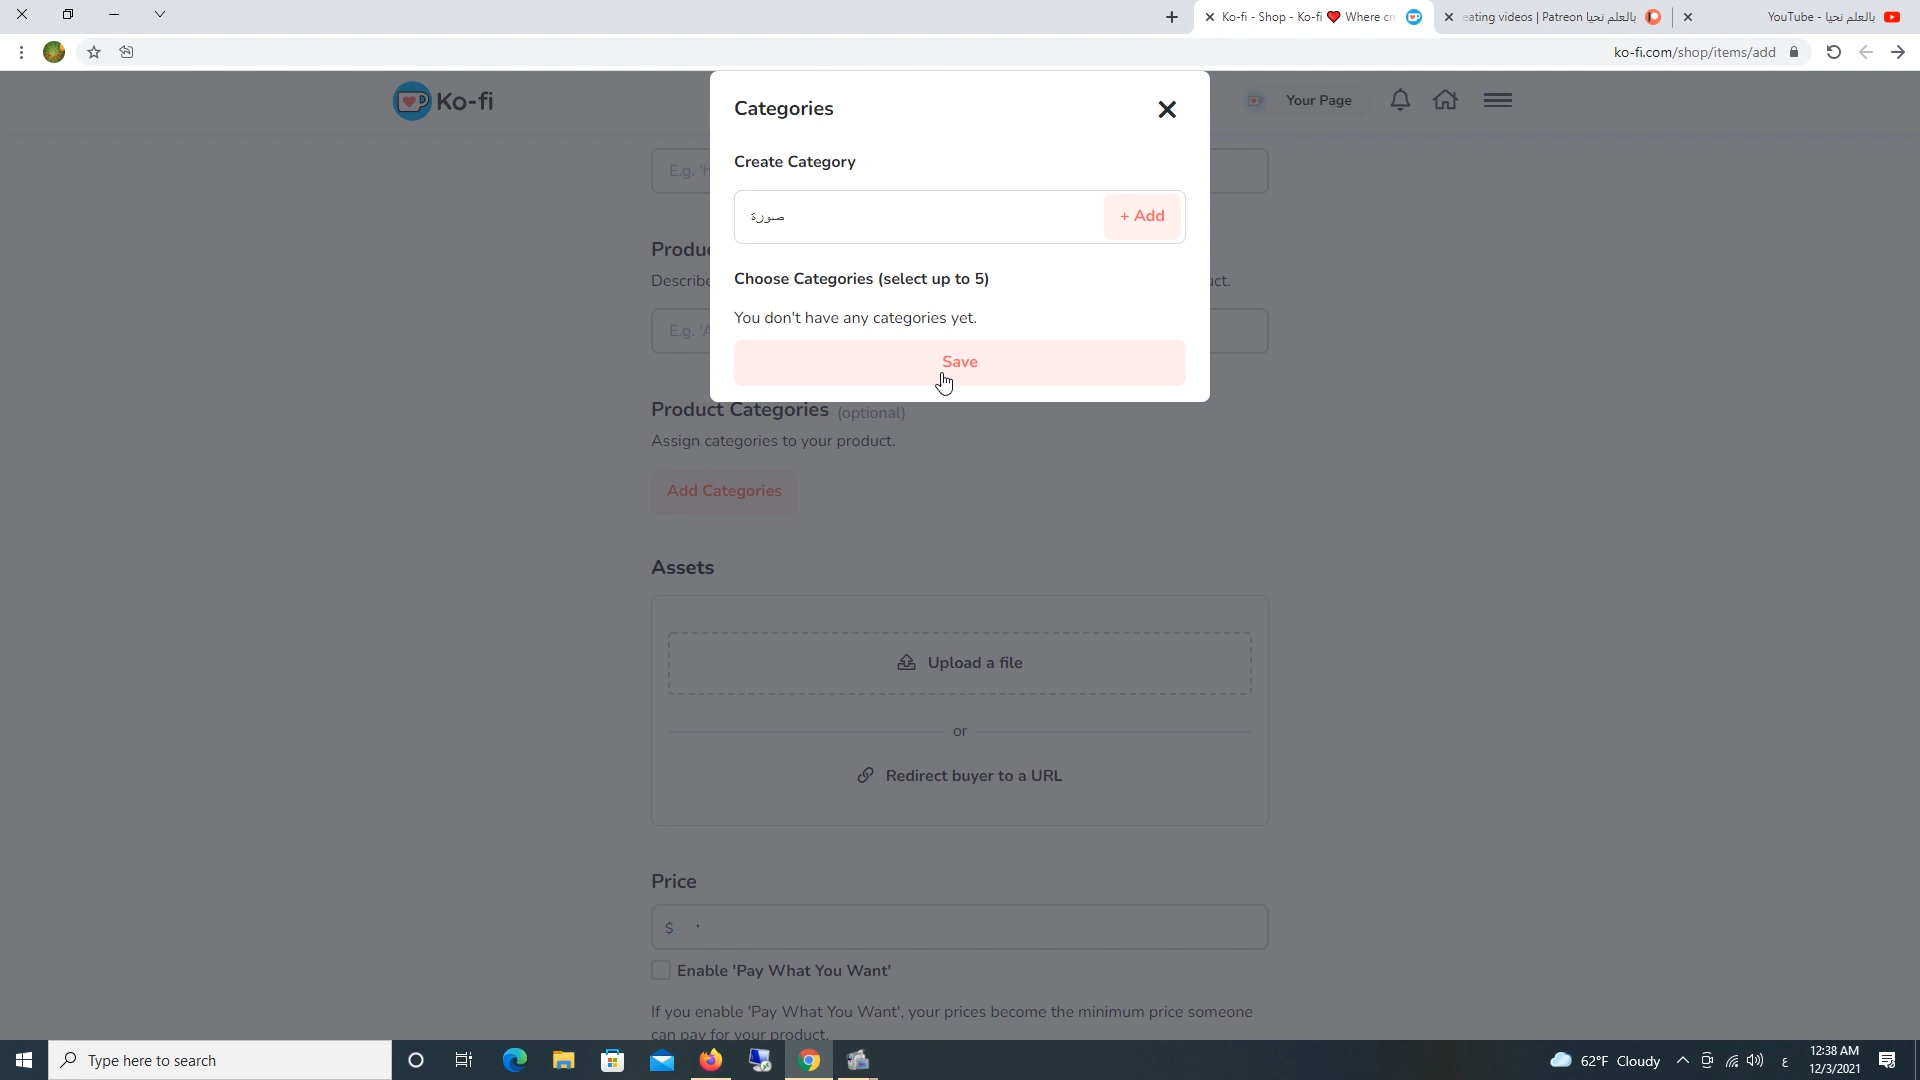 Ko-fi - Shop - Ko-fi ❤️ Where cr
eating videos | Patreon بالعلم نحيا
YouTube - بالعلم نحيا
ko-fi.com/shop/items/add
Ko-fi
Your Page
Categories
Create Category
صورة
+ Add
Choose Categories (select up to 5)
You don't have any categories yet.
Save
E.g. 'h
Produ
Describe
uct.
E.g. 'A
Product Categories (optional)
Assign categories to your product.
Add Categories
Assets
Upload a file
or
Redirect buyer to a URL
Price
$ ٠
Enable 'Pay What You Want'
If you enable 'Pay What You Want', your prices become the minimum price someone
can pay for your product.
Type here to search
62°F Cloudy
ع
12:38 AM
12/3/2021